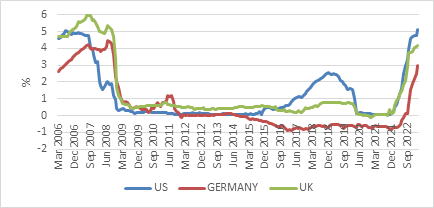 6
5
4
3
2
1
0
-1
-2
%
Mar 2006
Dec 2006
Sep 2007
Jun 2008
Mar 2009
Dec 2009
Sep 2010
Jun 2011
Mar 2012
Dec 2012
Sep 2013
Jun 2014
Mar 2015
Dec 2015
Sep 2016
Jun 2017
Mar 2018
Dec 2018
Sep 2019
Jun 2020
Mar 2021
Dec 2021
Sep 2022
US GERMANY UK